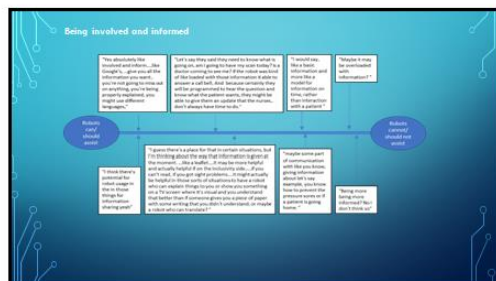 Being involved and informed
"Yes absolutely like
involved and inform....like
Google's, ...give you all the
information you want,
you're not going to miss out
on anything, you're being
properly explained, you
might use different
languages,"
"Let's say they said they need to know what is
going on, am I going to have my scan today? Is a
doctor coming to see me? If the robot was kind
of like loaded with those information it able to
answer a call bell. And because certainly they
will be programmed to hear the question and
know what the patient wants, they might be
able to give them an update that the nurses..
don't always have time to do."
"I would say,
like a basic
information and
more like a
model for
information on
time, rather
than interaction
with a patient"
"Maybe it may
be overloaded
with
information?"
Robots
can/
should
assist
Robots
cannot/
should not
assist
"I think there's
potential for
robot usage in
the in those
things for
information
sharing yeah"
"I guess there's a place for that in certain situations, but
I'm thinking about the way that information is given at
the moment ....like a leaflet....it may be more helpful
and actually helpful if on the inclusivity side.....if you
can't read, if you got sight problems.... it might actually
be helpful in those sorts of situations to have a robot
who can explain things to you or show you something
on a TV screen where it's visual and you understand
that better than if someone gives you a piece of paper
with some writing that you didn't understand, or maybe
a robot who can translate?"
"maybe some part
of communication
with like you know,
giving information
about let's say
example, you know
how to prevent the
pressure sores or if
a patient is going
home."
"Being more
being more
informed? No I
don't think so"